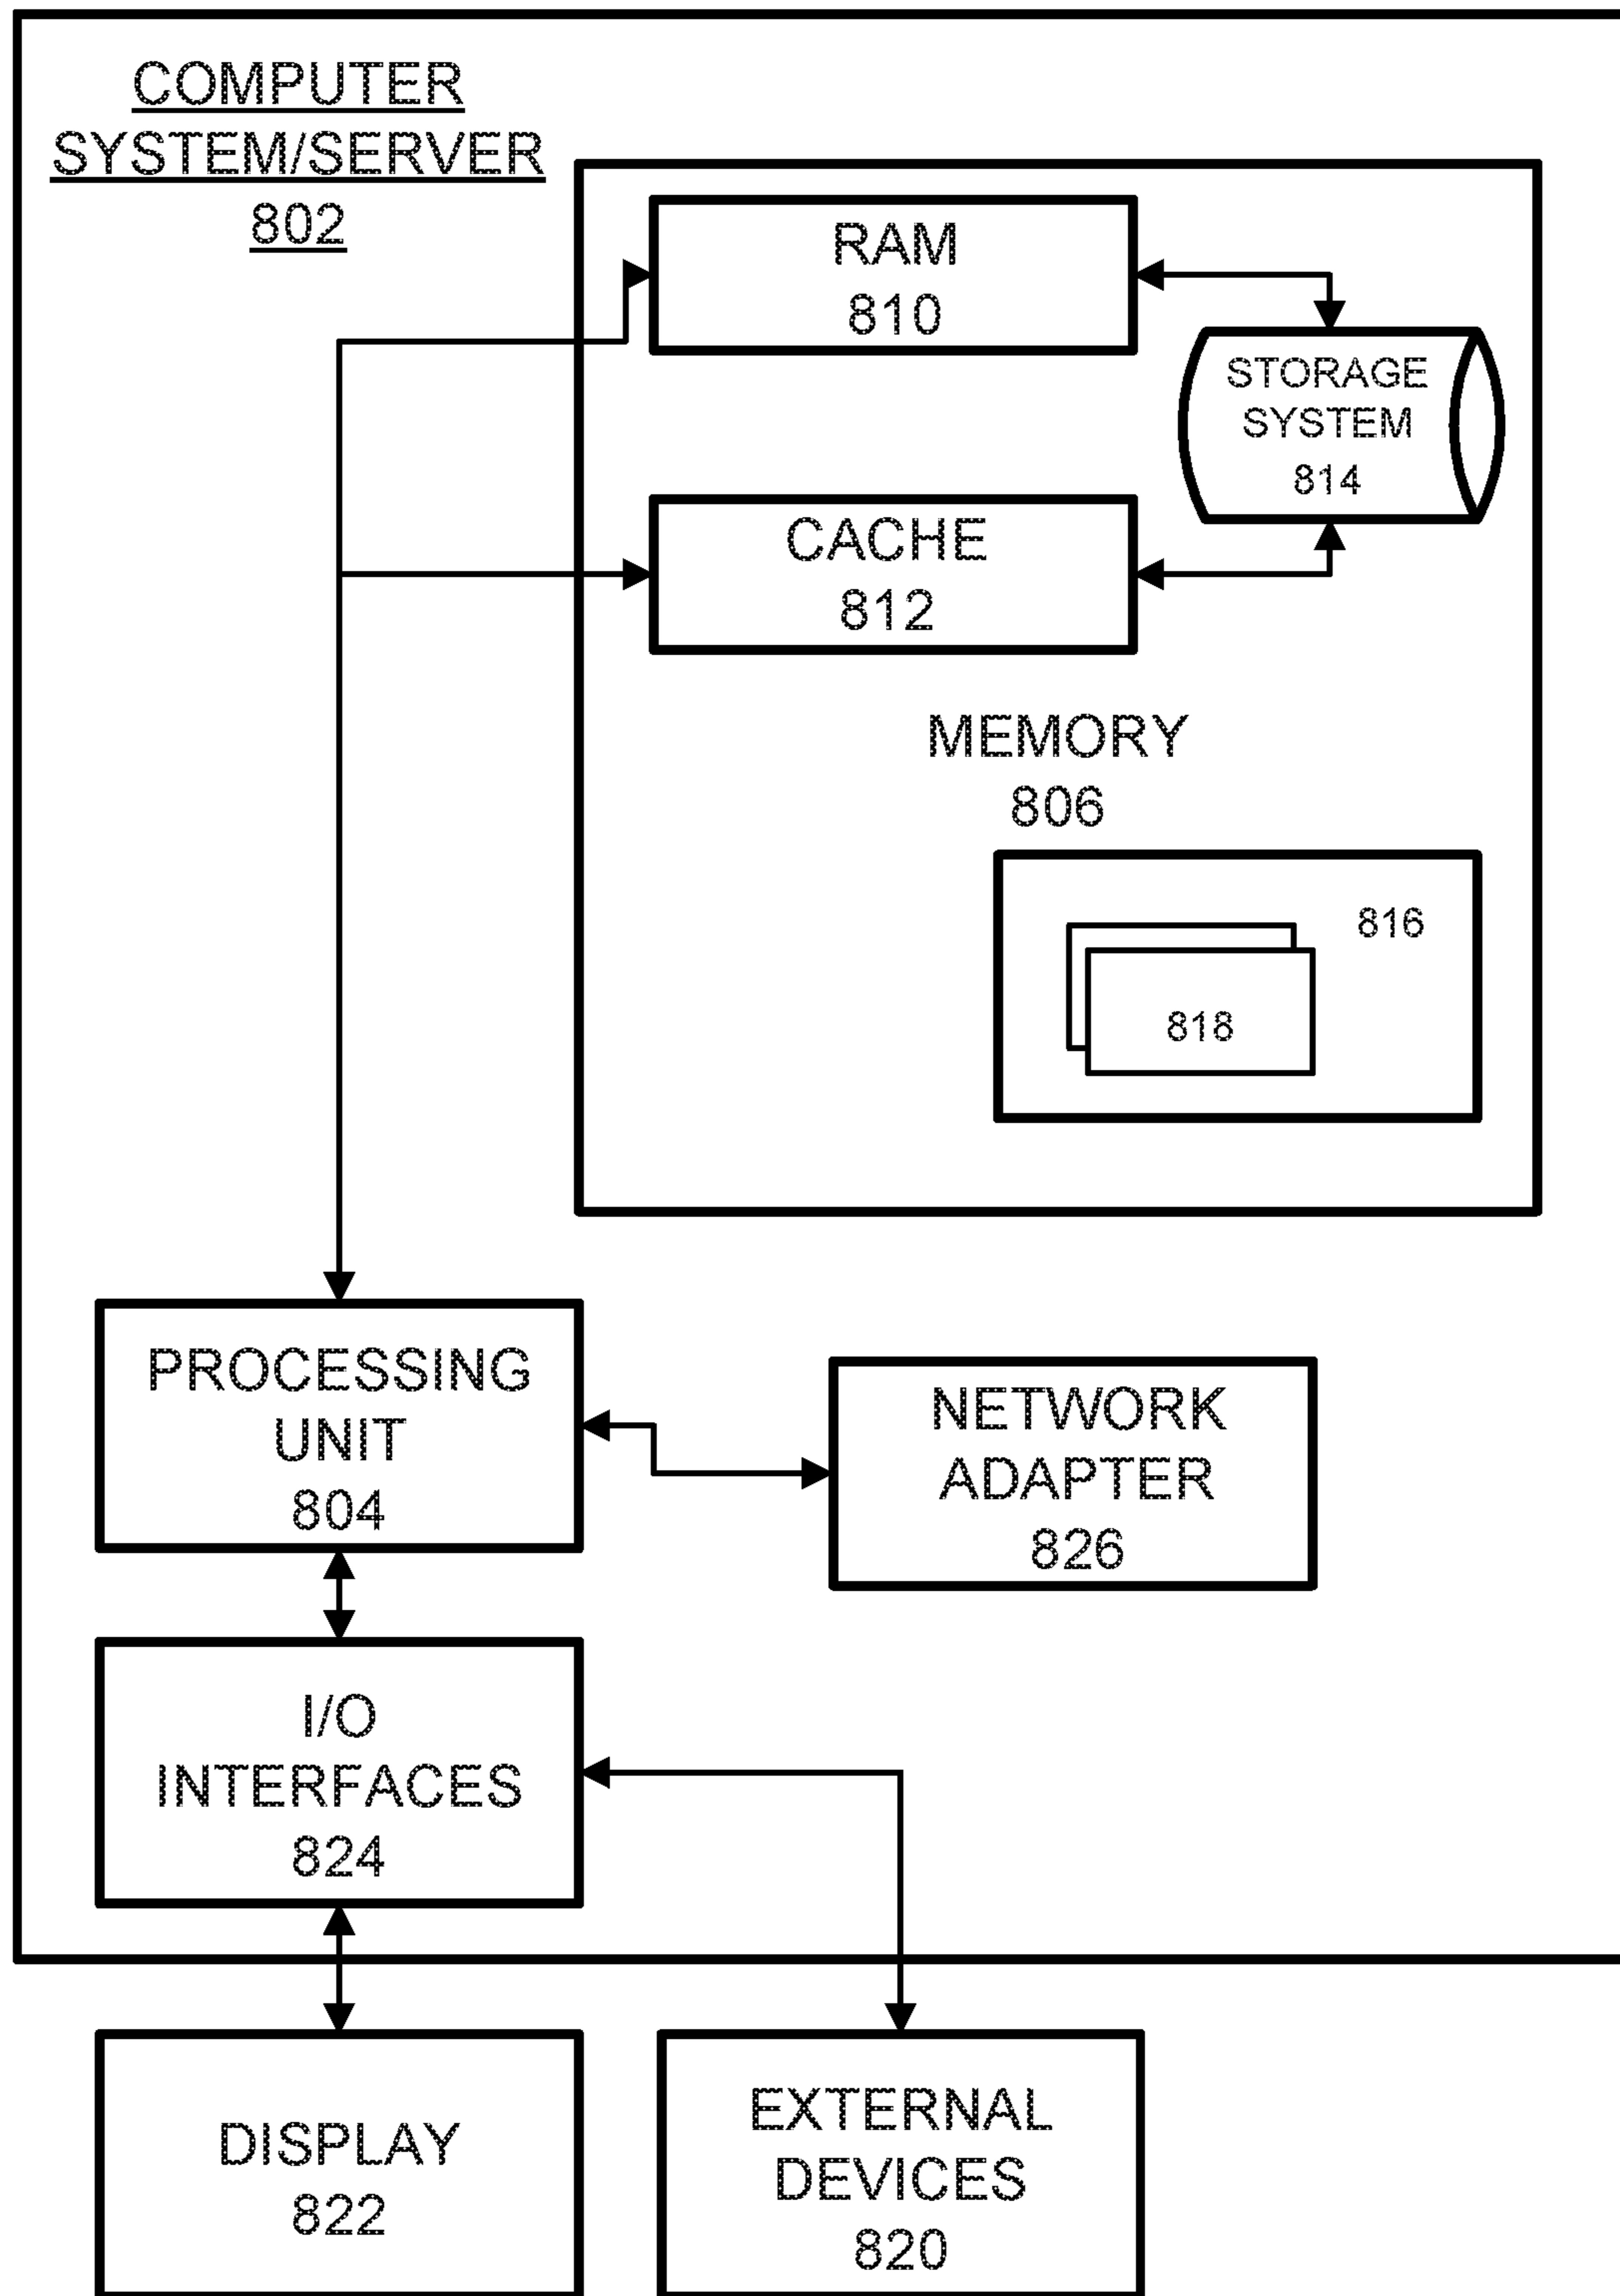 COMPUTER
SYSTEM/SERVER
802
RAM
810
STORAGE
SYSTEM
814
CACHE
812
MEMORY
806
816
818
PROCESSING
UNIT
804
NETWORK
ADAPTER
826
I/O
INTERFACES
824
DISPLAY
822
EXTERNAL
DEVICES
820